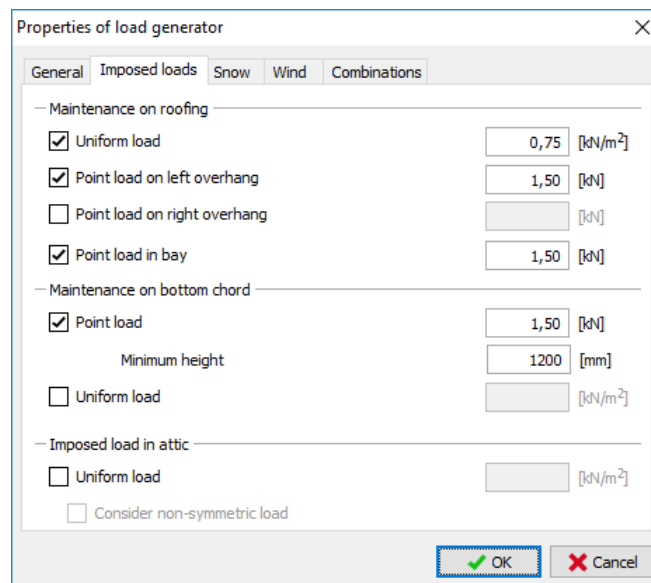 Properties of load generator
General Imposed loads Snow Wind Combinations
Maintenance on roofing
Uniform load 0,75 [kN/m²]
Point load on left overhang 1,50 [kN]
Point load on right overhang [kN]
Point load in bay 1,50 [kN]
Maintenance on bottom chord
Point load 1,50 [kN]
Minimum height 1200 [mm]
Uniform load [kN/m²]
Imposed load in attic
Uniform load [kN/m²]
Consider non-symmetric load
OK Cancel